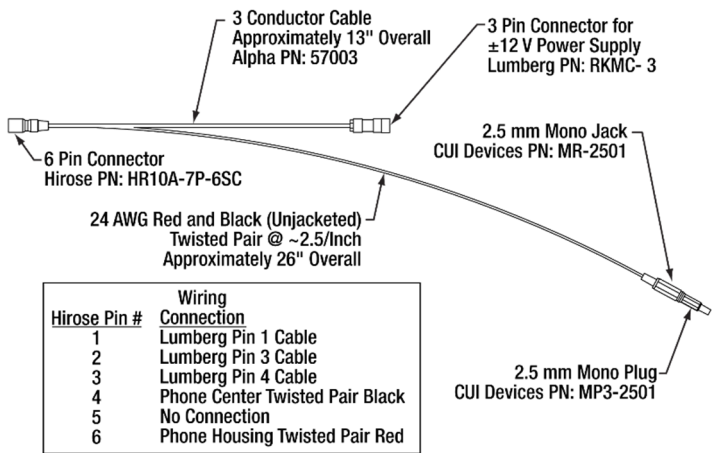 3 Conductor Cable
Approximately 13" Overall
Alpha PN: 57003
3 Pin Connector for
±12 V Power Supply
Lumberg PN: RKMC- 3
2.5 mm Mono Jack
CUI Devices PN: MR-2501
6 Pin Connector
Hirose PN: HR10A-7P-6SC
24 AWG Red and Black (Unjacketed)
Twisted Pair @ ~2.5/Inch
Approximately 26" Overall
Wiring
Hirose Pin # Connection
1 Lumberg Pin 1 Cable
2 Lumberg Pin 3 Cable
3 Lumberg Pin 4 Cable
4 Phone Center Twisted Pair Black
5 No Connection
6 Phone Housing Twisted Pair Red
2.5 mm Mono Plug
CUI Devices PN: MP3-2501